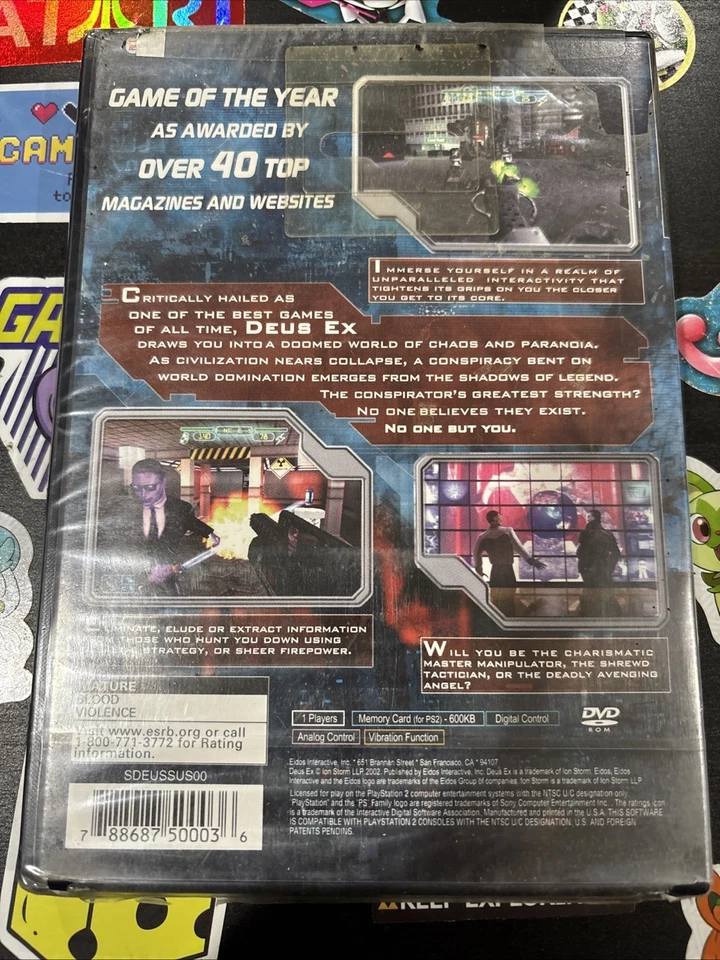 ATARI
GAM
GAME OF THE YEAR
AS AWARDED BY
OVER 40 TOP
MAGAZINES AND WEBSITES
IMMERSE YOURSELF IN A REALM OF
UNPARALLELED INTERACTIVITY THAT
TIGHTENS ITS GRIPS ON YOU THE CLOSER
YOU GET TO ITS CORE.
CRITICALLY HAILED AS
ONE OF THE BEST GAMES
OF ALL TIME, DEUS EX
DRAWS YOU INTO A DOOMED WORLD OF CHAOS AND PARANOIA.
AS CIVILIZATION NEARS COLLAPSE, A CONSPIRACY BENT ON
WORLD DOMINATION EMERGES FROM THE SHADOWS OF LEGEND.
THE CONSPIRATOR'S GREATEST STRENGTH?
NO ONE BELIEVES THEY EXIST.
NO ONE BUT YOU.
GA
ELIMINATE, ELUDE OR EXTRACT INFORMATION
FROM THOSE WHO HUNT YOU DOWN USING
STRATEGY, OR SHEER FIREPOWER.
WILL YOU BE THE CHARISMATIC
MASTER MANIPULATOR, THE SHREWD
TACTICIAN, OR THE DEADLY AVENGING
ANGEL?
MATURE
BLOOD
VIOLENCE
Visit www.esrb.org or call
1-800-771-3772 for Rating
Information.
SDEUSSUS00
7 88687 50003 6
1 Players
Memory Card (for PS2) - 600KB
Digital Control
Analog Control
Vibration Function
DVD
ROM
Eidos Interactive, Inc. * 651 Brannan Street * San Francisco, CA * 94107
Deus Ex © Ion Storm LLP, 2002. Published by Eidos Interactive, Inc. Deus Ex is a trademark of Ion Storm. Eidos, Eidos
Interactive and the Eidos logo are trademarks of the Eidos Group of companies. Ion Storm is a trademark of Ion Storm LLP.
Licensed for play on the PlayStation 2 computer entertainment systems with the NTSC U/C designation only.
"PlayStation" and the "PS" Family logo are registered trademarks of Sony Computer Entertainment Inc. The ratings icon
is a trademark of the Interactive Digital Software Association. Manufactured and printed in the U.S.A. THIS SOFTWARE
IS COMPATIBLE WITH PLAYSTATION 2 CONSOLES WITH THE NTSC U/C DESIGNATION. U.S. AND FOREIGN
PATENTS PENDING.